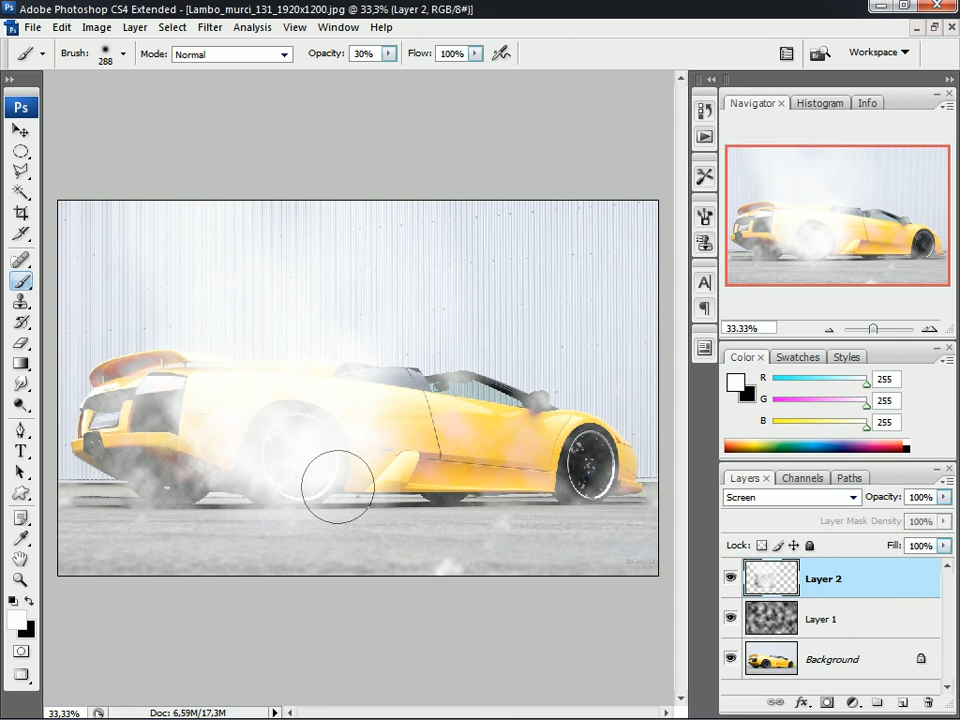 Ps Adobe Photoshop CS4 Extended - [Lambo_murci_131_1920x1200.jpg @ 33,3% (Layer 2, RGB/8#)]
Ps File Edit Image Layer Select Filter Analysis View Window Help
Brush: 288 Mode: Normal Opacity: 30% Flow: 100% Workspace
Ps
Navigator Histogram Info
33.33%
Color Swatches Styles
R 255
G 255
B 255
Layers Channels Paths
Screen Opacity: 100%
Layer Mask Density 100%
Lock: Fill: 100%
Layer 2
Layer 1
Background
T
A
¶
fx
33,33% Doc: 6,59M/17,3M